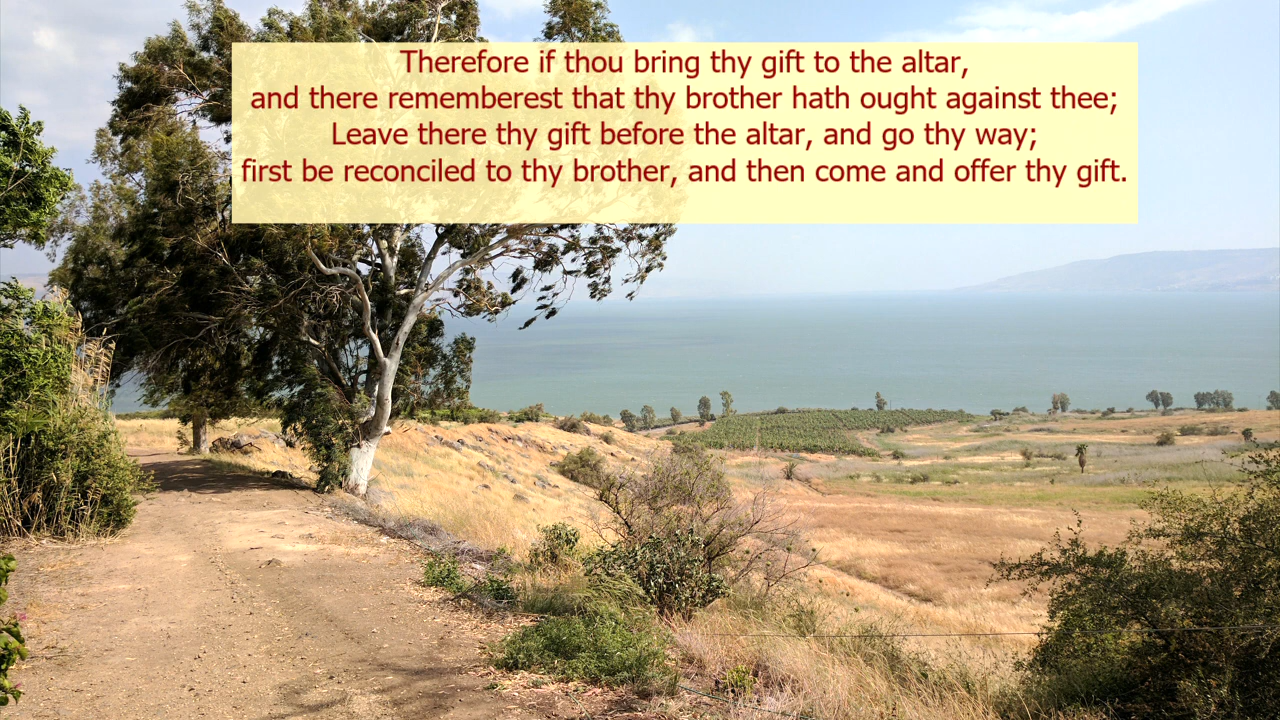 Therefore if thou bring thy gift to the altar,
and there rememberest that thy brother hath ought against thee;
Leave there thy gift before the altar, and go thy way;
first be reconciled to thy brother, and then come and offer thy gift.